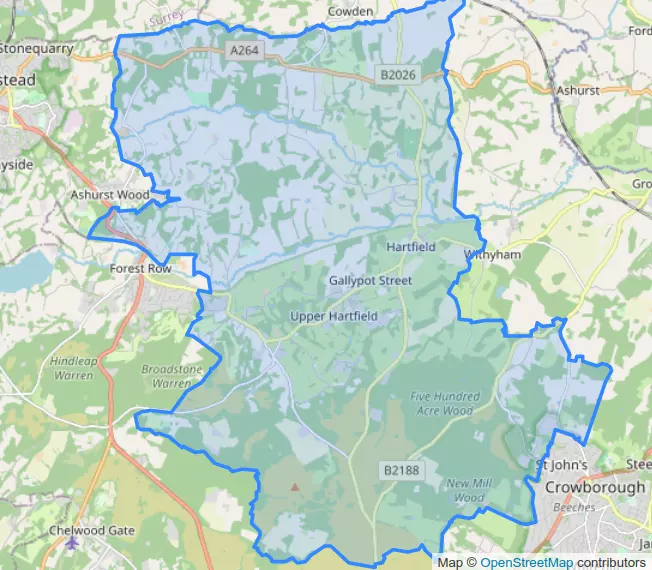 Cowden
Surrey
Stonequarry
A264
stead
B2026
Ashurst
Ford
yside
Ashurst Wood
Gro
Hartfield
Withyham
Forest Row
Gallypot Street
Upper Hartfield
Hindleap
Warren
Broadstone
Warren
Five Hundred
Acre Wood
St John's
Stee
B2188
New Mill
Wood
Crowborough
Beeches
Chelwood Gate
Ja
Map © OpenStreetMap contributors